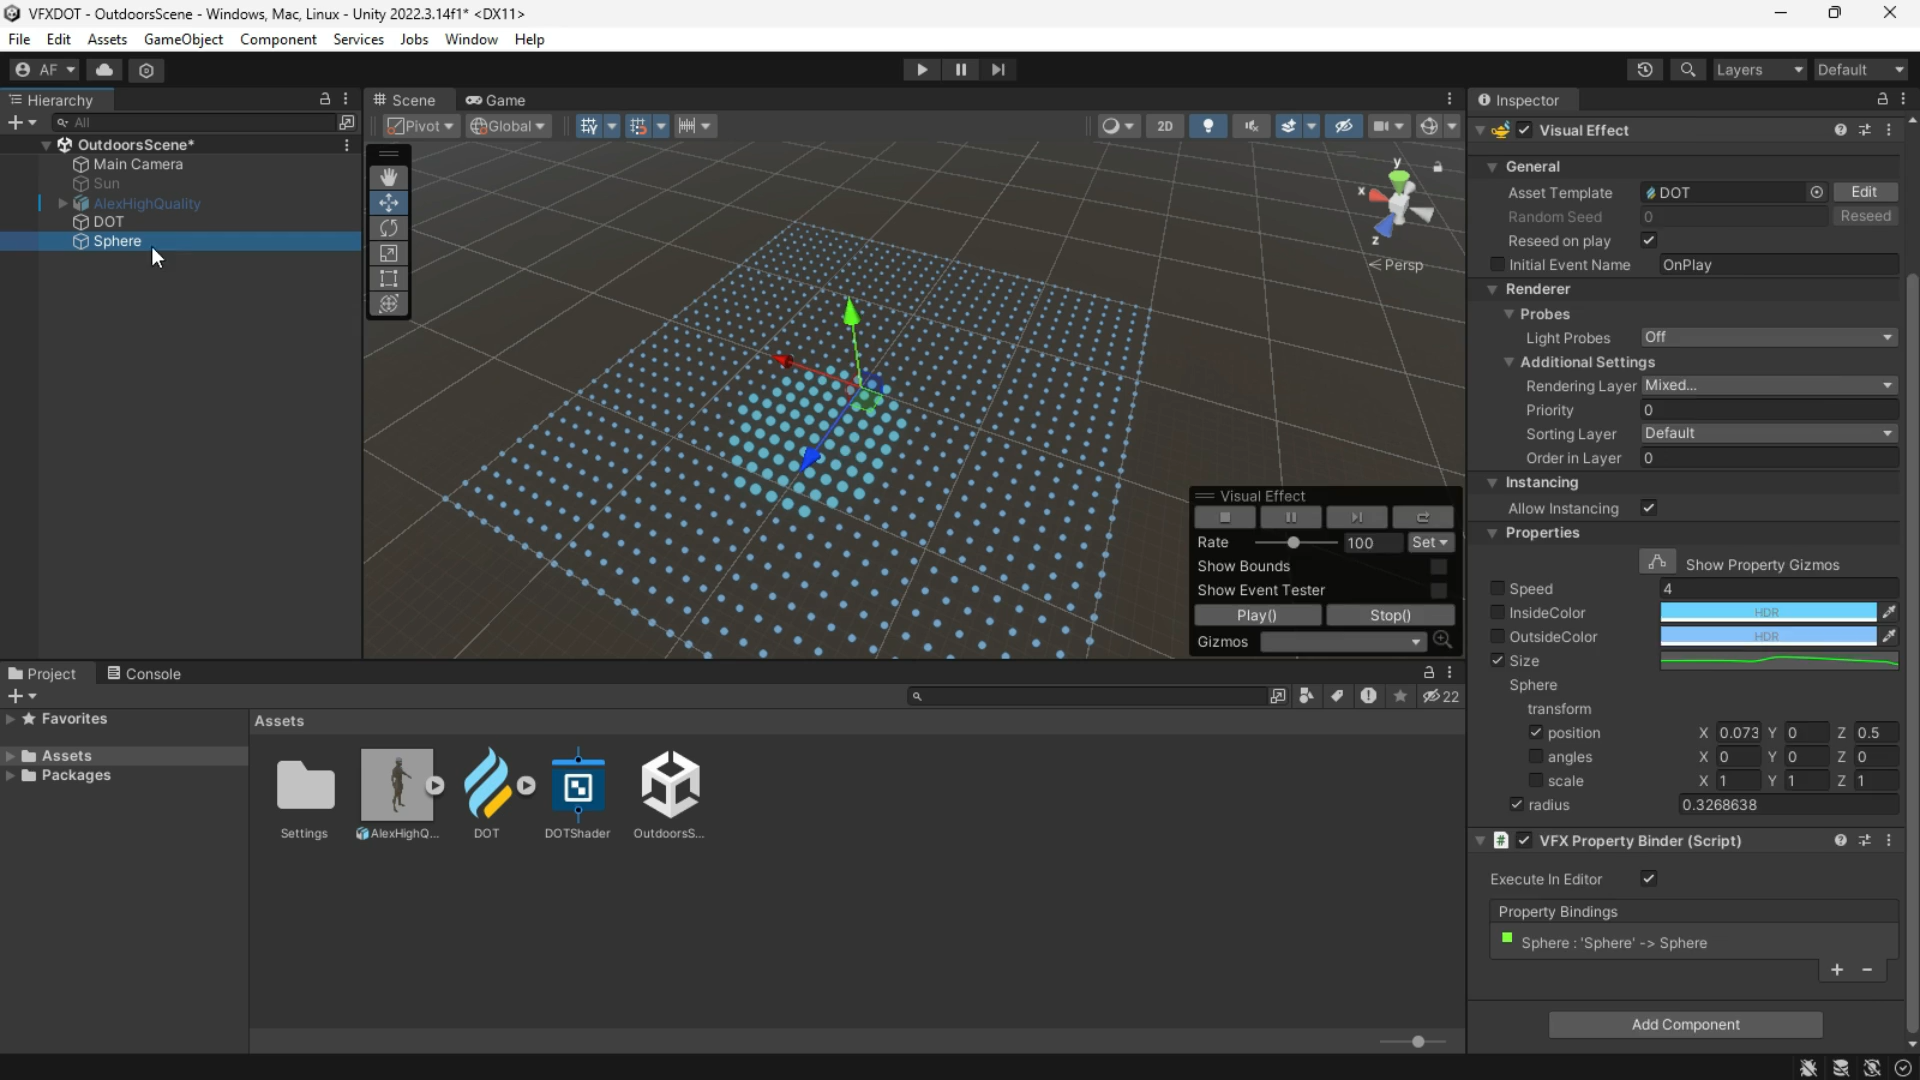 VFXDOT - OutdoorsScene - Windows, Mac, Linux - Unity 2022.3.14f1* <DX11>
File Edit Assets GameObject Component Services Jobs Window Help
AF Layers Default
Hierarchy
All
OutdoorsScene*
Main Camera
Sun
AlexHighQuality
DOT
Sphere
Scene Game
Pivot Global 2D
y
x
z
Persp
Visual Effect
Rate 100 Set
Show Bounds
Show Event Tester
Play() Stop()
Gizmos
Inspector
Visual Effect
General
Asset Template DOT Edit
Random Seed 0 Reseed
Reseed on play
Initial Event Name OnPlay
Renderer
Probes
Light Probes Off
Additional Settings
Rendering Layer Mixed...
Priority 0
Sorting Layer Default
Order in Layer 0
Instancing
Allow Instancing
Properties
Show Property Gizmos
Speed 4
InsideColor HDR
OutsideColor HDR
Size
Sphere
transform
position X 0.073 Y 0 Z 0.5
angles X 0 Y 0 Z 0
scale X 1 Y 1 Z 1
radius 0.3268638
VFX Property Binder (Script)
Execute In Editor
Property Bindings
Sphere : 'Sphere' -> Sphere
+ −
Add Component
Project Console
22
Favorites
Assets
Packages
Assets
Settings AlexHighQ... DOT DOTShader OutdoorsS...